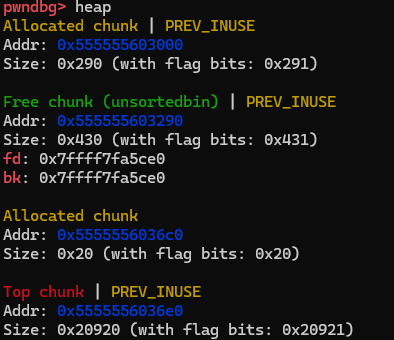 pwndbg> heap
Allocated chunk | PREV_INUSE
Addr: 0x555555603000
Size: 0x290 (with flag bits: 0x291)
Free chunk (unsortedbin) | PREV_INUSE
Addr: 0x555555603290
Size: 0x430 (with flag bits: 0x431)
fd: 0x7ffff7fa5ce0
bk: 0x7ffff7fa5ce0
Allocated chunk
Addr: 0x5555556036c0
Size: 0x20 (with flag bits: 0x20)
Top chunk | PREV_INUSE
Addr: 0x5555556036e0
Size: 0x20920 (with flag bits: 0x20921)